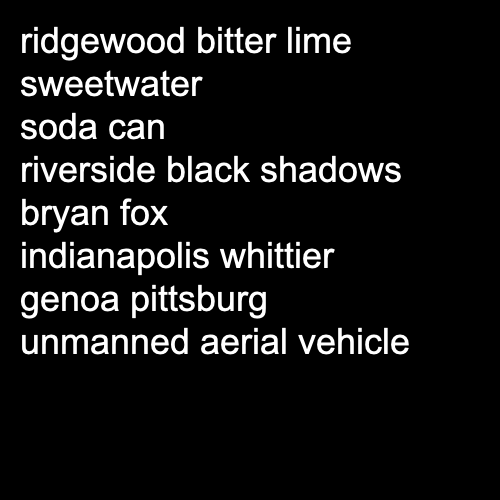 ridgewood bitter lime
sweetwater
soda can
riverside black shadows
bryan fox
indianapolis whittier
genoa pittsburg
unmanned aerial vehicle